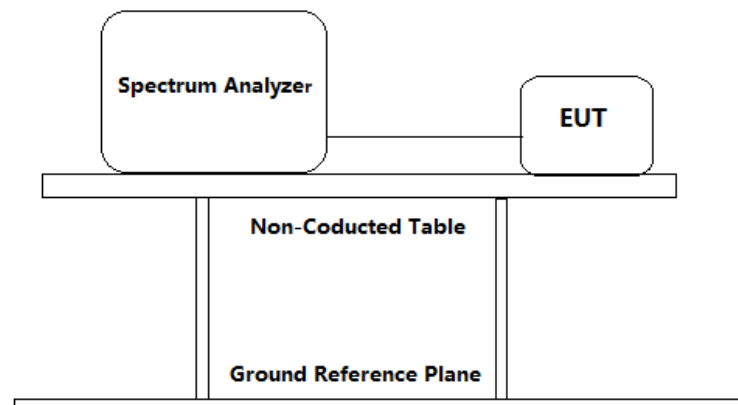 Spectrum Analyzer
EUT
Non-Coducted Table
Ground Reference Plane